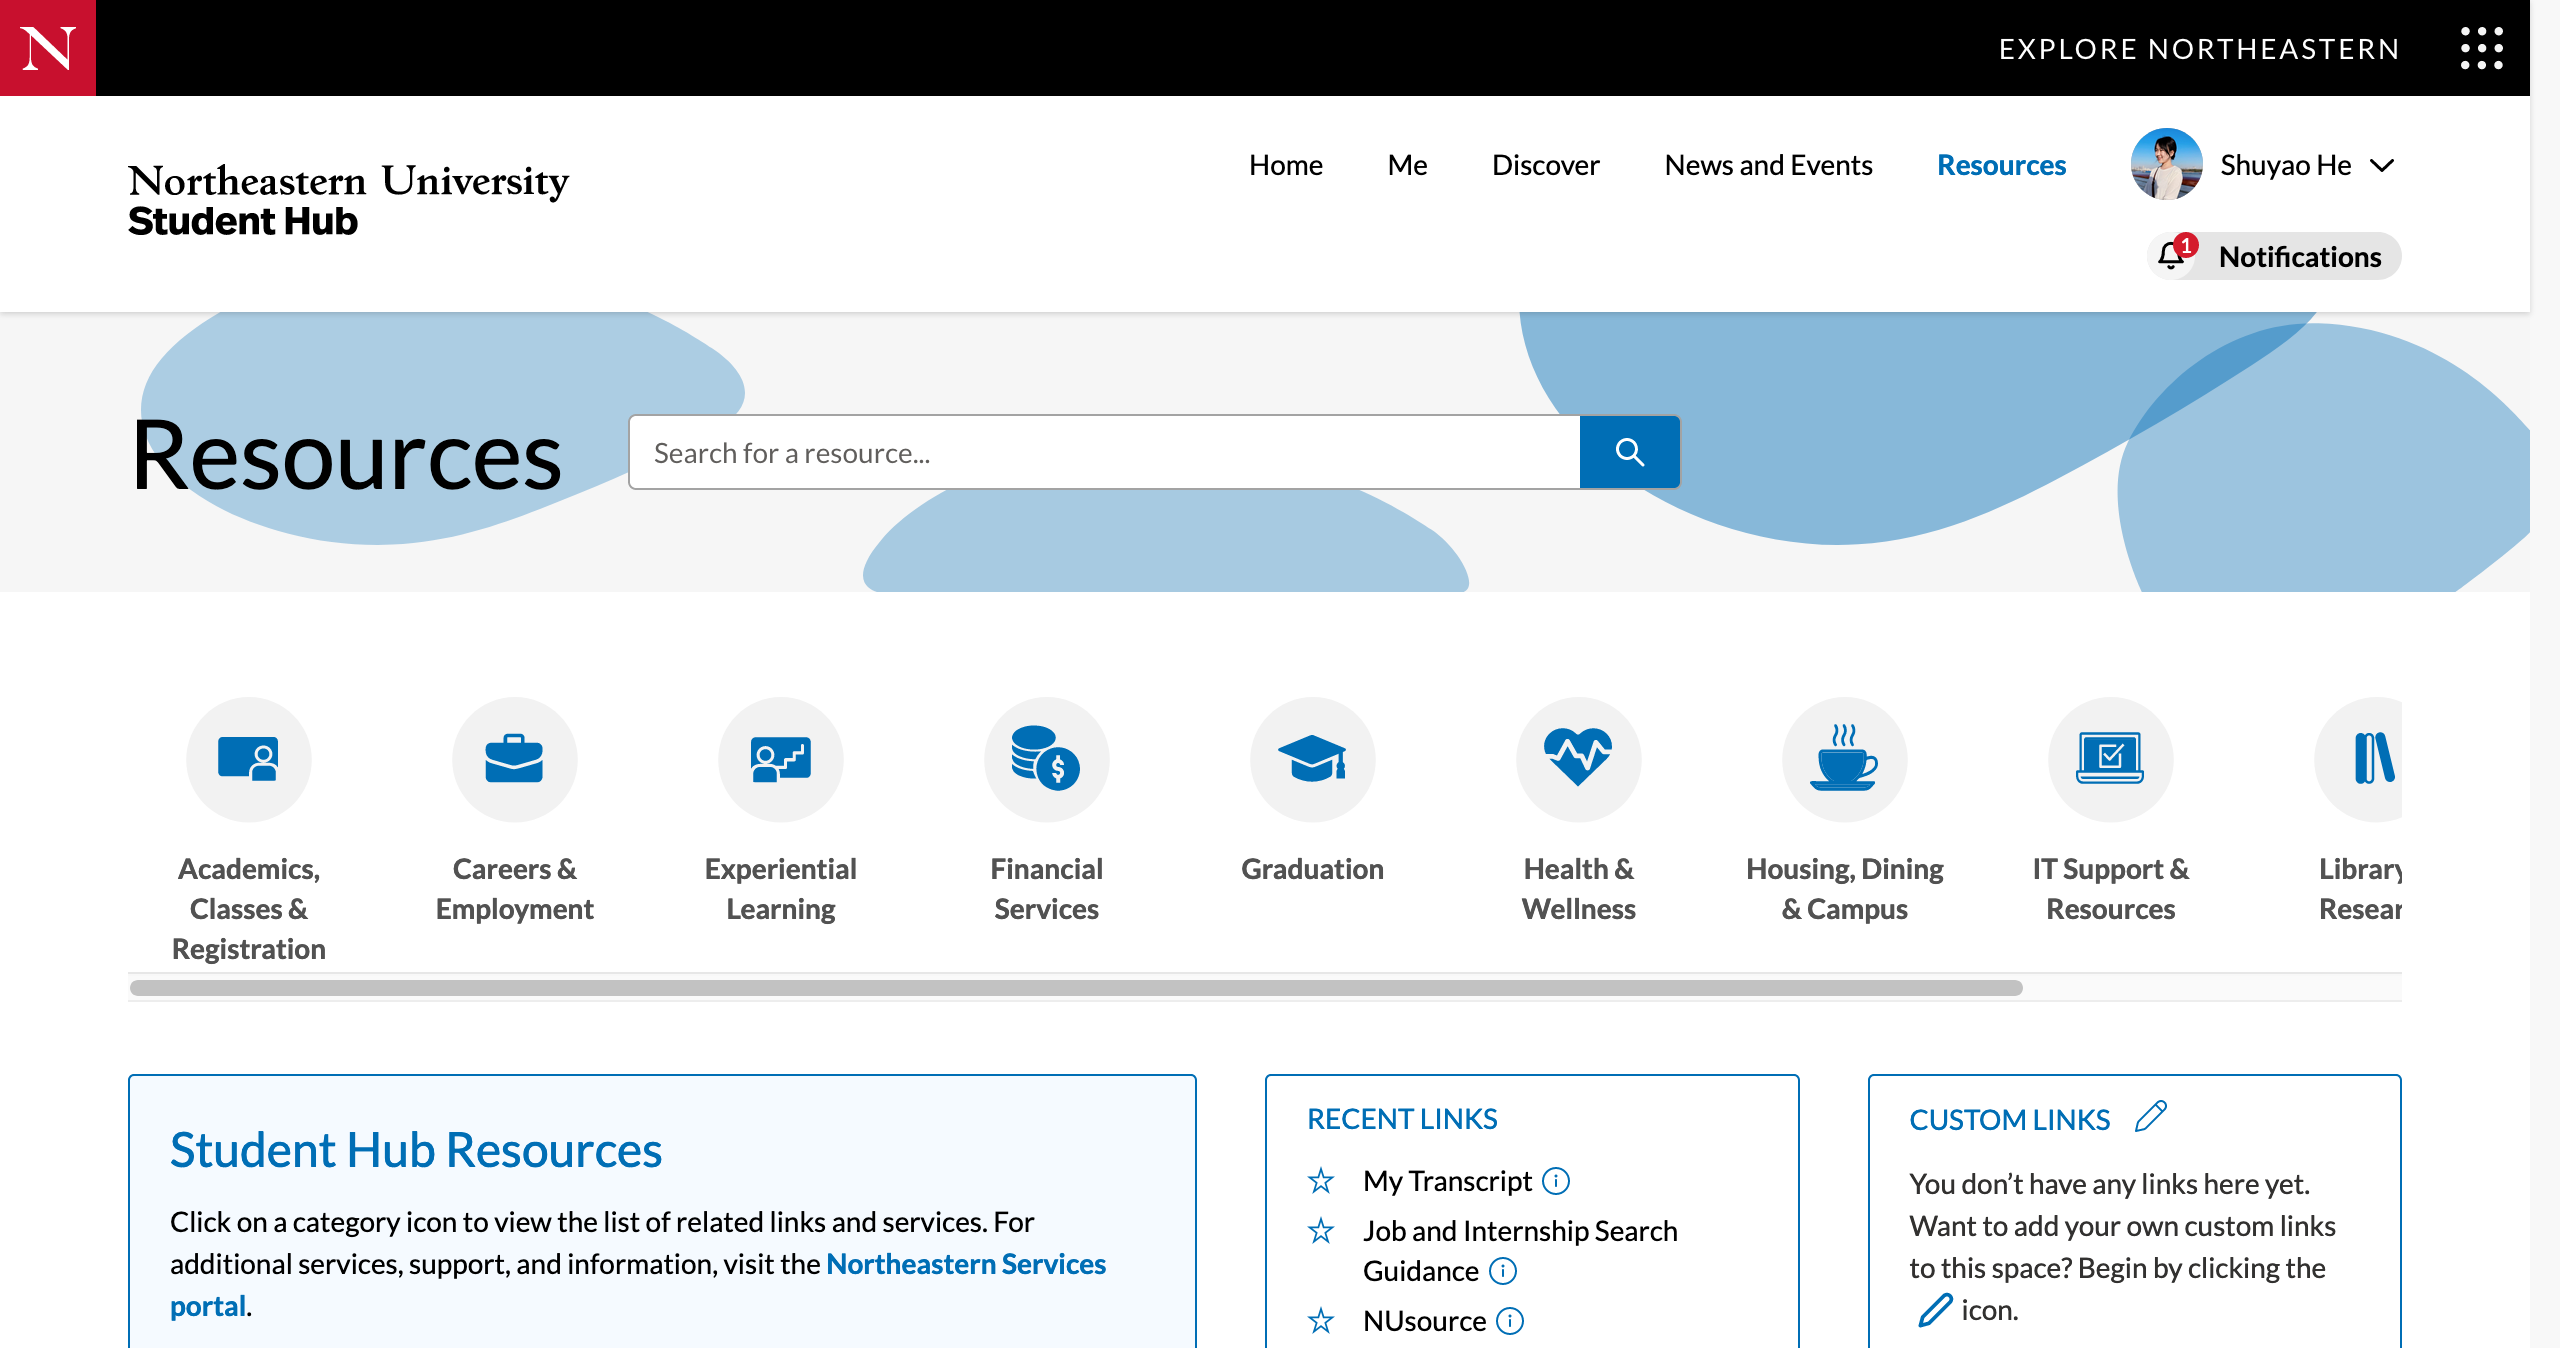 N
EXPLORE NORTHEASTERN
Northeastern University
Student Hub
Home
Me
Discover
News and Events
Resources
Shuyao He
1
Notifications
Resources
Search for a resource...
$
Academics,
Classes &
Registration
Careers &
Employment
Experiential
Learning
Financial
Services
Graduation
Health &
Wellness
Housing, Dining
& Campus
IT Support &
Resources
Library
Resear
Student Hub Resources
Click on a category icon to view the list of related links and services. For
additional services, support, and information, visit the Northeastern Services
portal.
RECENT LINKS
My Transcript
Job and Internship Search
Guidance
NUsource
CUSTOM LINKS
You don’t have any links here yet.
Want to add your own custom links
to this space? Begin by clicking the
icon.